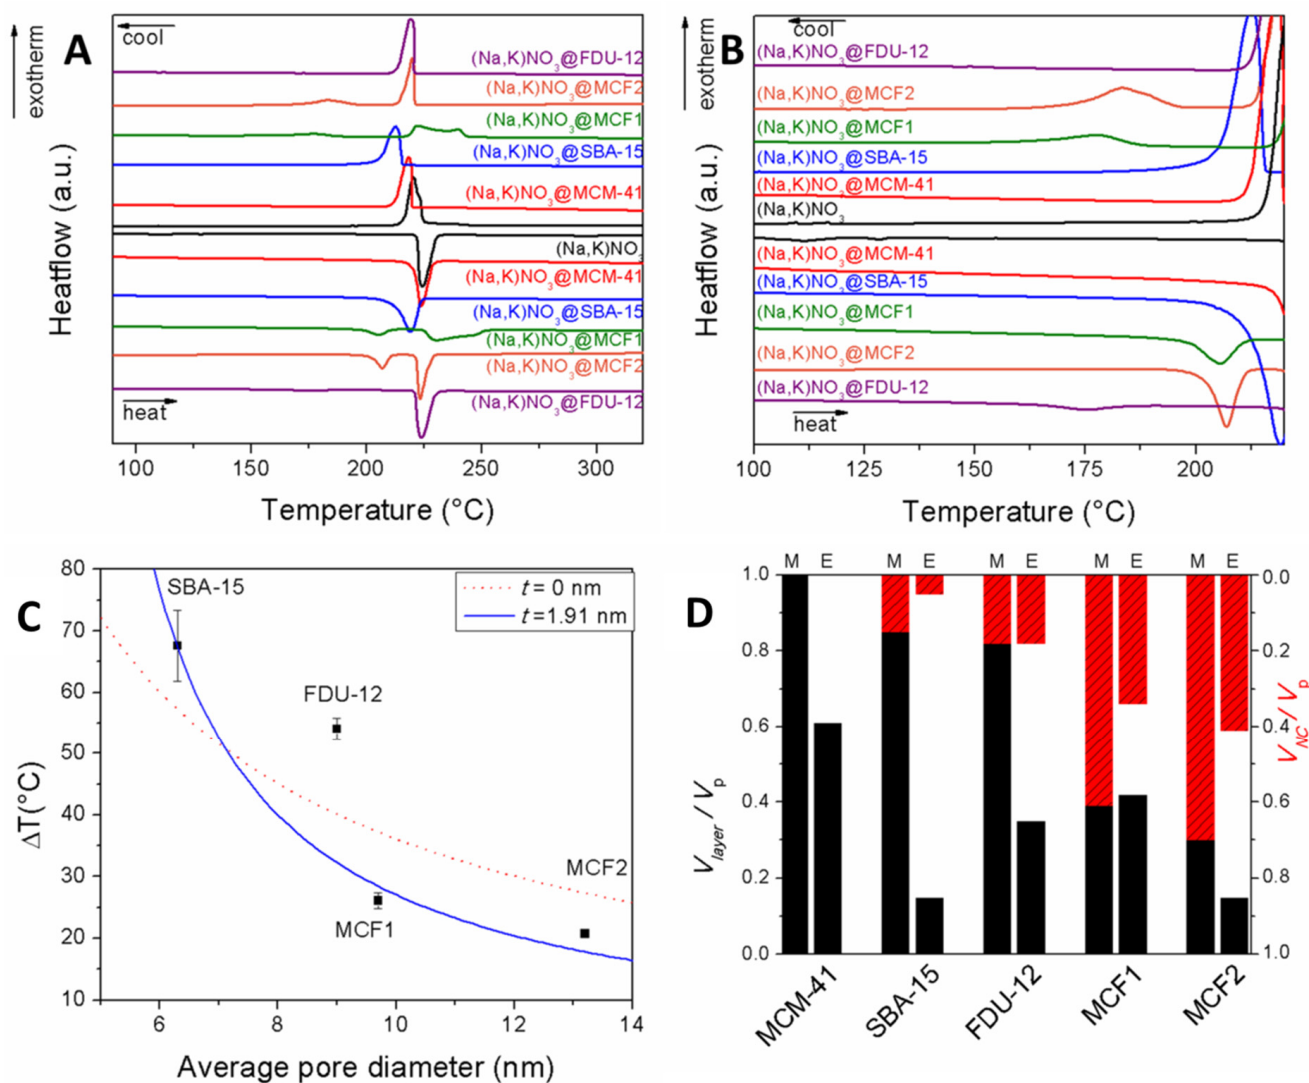 A
exotherm
cool
(Na,K)NO3@FDU-12
(Na,K)NO3@MCF2
(Na,K)NO3@MCF1
(Na,K)NO3@SBA-15
(Na,K)NO3@MCM-41
(Na,K)NO3
(Na,K)NO3@MCM-41
(Na,K)NO3@SBA-15
(Na,K)NO3@MCF1
(Na,K)NO3@MCF2
(Na,K)NO3@FDU-12
heat
Heatflow (a.u.)
100 150 200 250 300
Temperature (°C)
B
exotherm
cool
(Na,K)NO3@FDU-12
(Na,K)NO3@MCF2
(Na,K)NO3@MCF1
(Na,K)NO3@SBA-15
(Na,K)NO3@MCM-41
(Na,K)NO3
(Na,K)NO3@MCM-41
(Na,K)NO3@SBA-15
(Na,K)NO3@MCF1
(Na,K)NO3@MCF2
(Na,K)NO3@FDU-12
heat
Heatflow (a.u.)
100 125 150 175 200
Temperature (°C)
C
80
70
60
50
40
30
20
10
ΔT(°C)
t = 0 nm
t=1.91 nm
SBA-15
FDU-12
MCF1
MCF2
6 8 10 12 14
Average pore diameter (nm)
D
M E M E M E M E M E
1.0
0.8
0.6
0.4
0.2
0.0
Vlayer / Vp
0.0
0.2
0.4
0.6
0.8
1.0
VNC / Vp
MCM-41
SBA-15
FDU-12
MCF1
MCF2